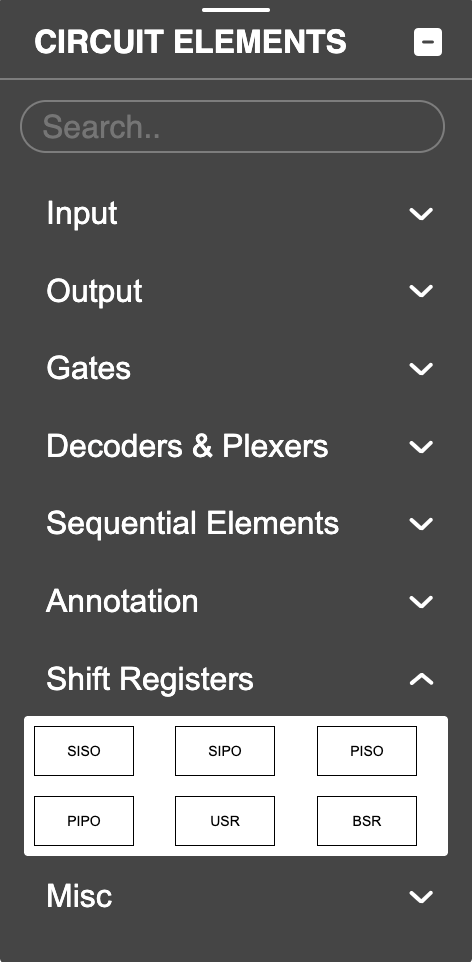 CIRCUIT ELEMENTS
Search..
Input
Output
Gates
Decoders & Plexers
Sequential Elements
Annotation
Shift Registers
SISO SIPO PISO
PIPO USR BSR
Misc